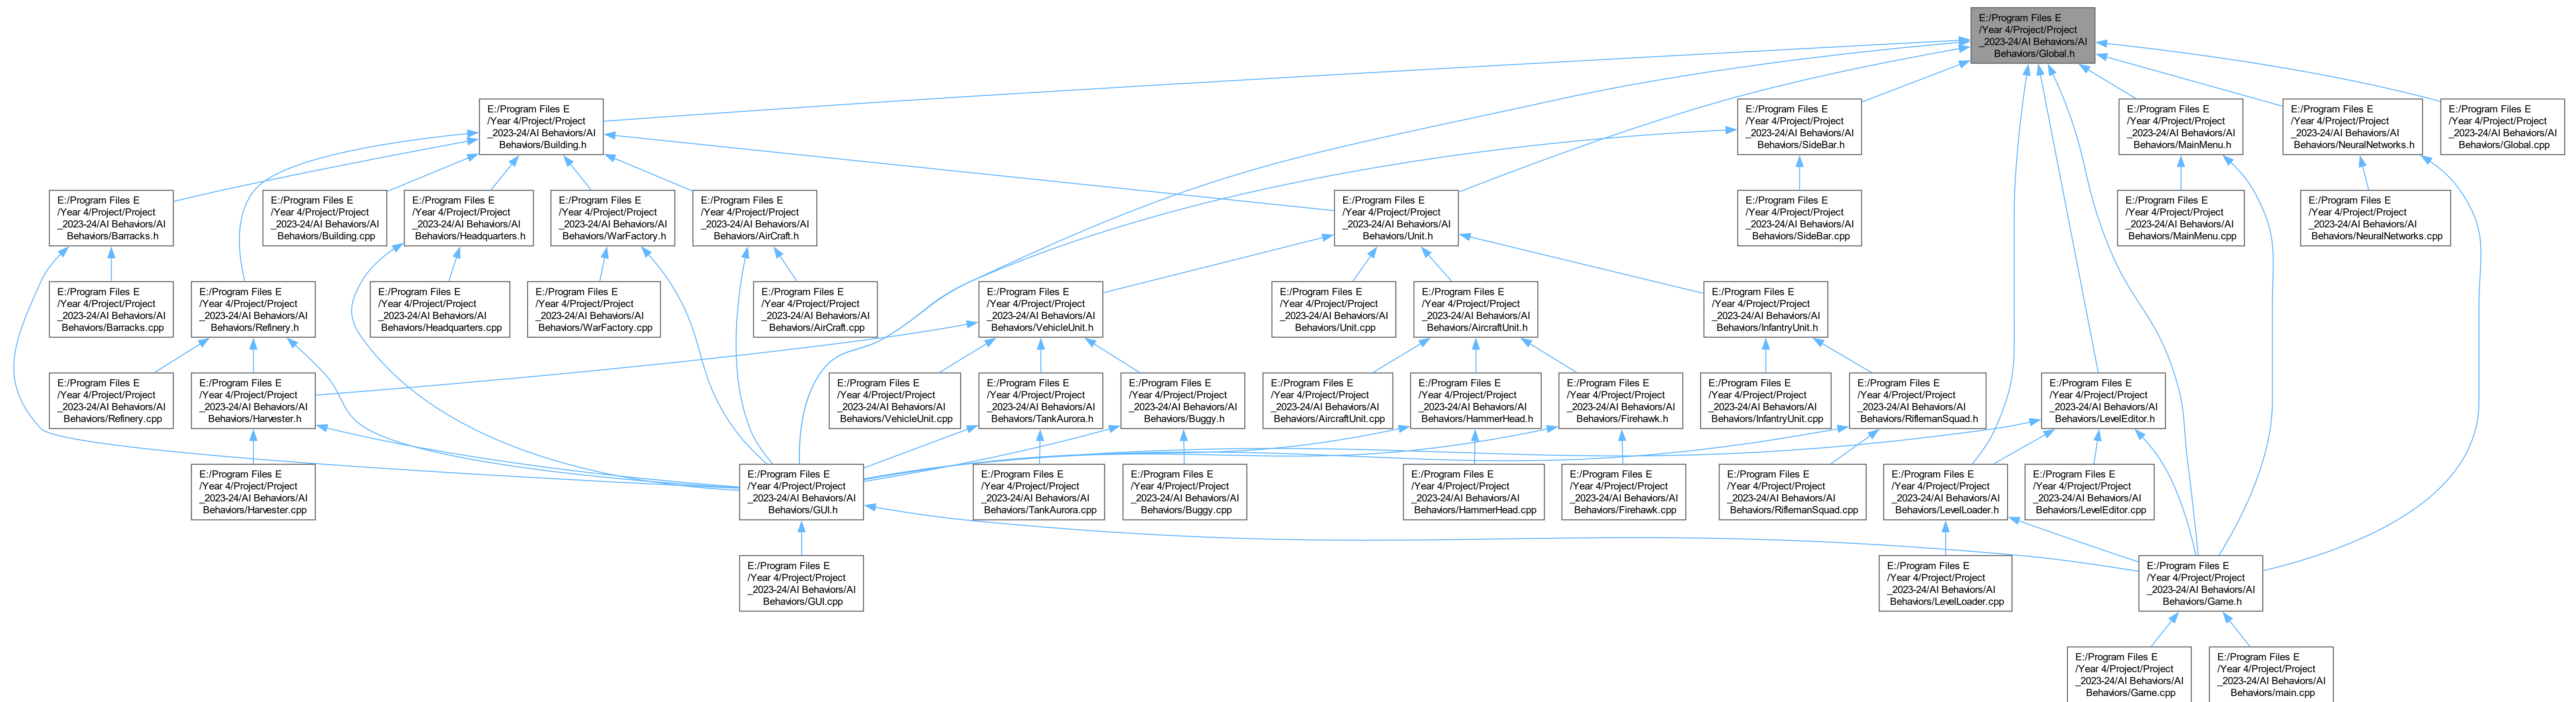 E:/Program Files E
/Year 4/Project/Project
_2023-24/AI Behaviors/AI
Behaviors/Global.h
E:/Program Files E
/Year 4/Project/Project
_2023-24/AI Behaviors/AI
Behaviors/Building.h
E:/Program Files E
/Year 4/Project/Project
_2023-24/AI Behaviors/AI
Behaviors/SideBar.h
E:/Program Files E
/Year 4/Project/Project
_2023-24/AI Behaviors/AI
Behaviors/MainMenu.h
E:/Program Files E
/Year 4/Project/Project
_2023-24/AI Behaviors/AI
Behaviors/NeuralNetworks.h
E:/Program Files E
/Year 4/Project/Project
_2023-24/AI Behaviors/AI
Behaviors/Global.cpp
E:/Program Files E
/Year 4/Project/Project
_2023-24/AI Behaviors/AI
Behaviors/Barracks.h
E:/Program Files E
/Year 4/Project/Project
_2023-24/AI Behaviors/AI
Behaviors/Building.cpp
E:/Program Files E
/Year 4/Project/Project
_2023-24/AI Behaviors/AI
Behaviors/Headquarters.h
E:/Program Files E
/Year 4/Project/Project
_2023-24/AI Behaviors/AI
Behaviors/WarFactory.h
E:/Program Files E
/Year 4/Project/Project
_2023-24/AI Behaviors/AI
Behaviors/AirCraft.h
E:/Program Files E
/Year 4/Project/Project
_2023-24/AI Behaviors/AI
Behaviors/Unit.h
E:/Program Files E
/Year 4/Project/Project
_2023-24/AI Behaviors/AI
Behaviors/SideBar.cpp
E:/Program Files E
/Year 4/Project/Project
_2023-24/AI Behaviors/AI
Behaviors/MainMenu.cpp
E:/Program Files E
/Year 4/Project/Project
_2023-24/AI Behaviors/AI
Behaviors/NeuralNetworks.cpp
E:/Program Files E
/Year 4/Project/Project
_2023-24/AI Behaviors/AI
Behaviors/Barracks.cpp
E:/Program Files E
/Year 4/Project/Project
_2023-24/AI Behaviors/AI
Behaviors/Refinery.h
E:/Program Files E
/Year 4/Project/Project
_2023-24/AI Behaviors/AI
Behaviors/Headquarters.cpp
E:/Program Files E
/Year 4/Project/Project
_2023-24/AI Behaviors/AI
Behaviors/WarFactory.cpp
E:/Program Files E
/Year 4/Project/Project
_2023-24/AI Behaviors/AI
Behaviors/AirCraft.cpp
E:/Program Files E
/Year 4/Project/Project
_2023-24/AI Behaviors/AI
Behaviors/VehicleUnit.h
E:/Program Files E
/Year 4/Project/Project
_2023-24/AI Behaviors/AI
Behaviors/Unit.cpp
E:/Program Files E
/Year 4/Project/Project
_2023-24/AI Behaviors/AI
Behaviors/AircraftUnit.h
E:/Program Files E
/Year 4/Project/Project
_2023-24/AI Behaviors/AI
Behaviors/InfantryUnit.h
E:/Program Files E
/Year 4/Project/Project
_2023-24/AI Behaviors/AI
Behaviors/Refinery.cpp
E:/Program Files E
/Year 4/Project/Project
_2023-24/AI Behaviors/AI
Behaviors/Harvester.h
E:/Program Files E
/Year 4/Project/Project
_2023-24/AI Behaviors/AI
Behaviors/VehicleUnit.cpp
E:/Program Files E
/Year 4/Project/Project
_2023-24/AI Behaviors/AI
Behaviors/TankAurora.h
E:/Program Files E
/Year 4/Project/Project
_2023-24/AI Behaviors/AI
Behaviors/Buggy.h
E:/Program Files E
/Year 4/Project/Project
_2023-24/AI Behaviors/AI
Behaviors/AircraftUnit.cpp
E:/Program Files E
/Year 4/Project/Project
_2023-24/AI Behaviors/AI
Behaviors/HammerHead.h
E:/Program Files E
/Year 4/Project/Project
_2023-24/AI Behaviors/AI
Behaviors/Firehawk.h
E:/Program Files E
/Year 4/Project/Project
_2023-24/AI Behaviors/AI
Behaviors/InfantryUnit.cpp
E:/Program Files E
/Year 4/Project/Project
_2023-24/AI Behaviors/AI
Behaviors/RiflemanSquad.h
E:/Program Files E
/Year 4/Project/Project
_2023-24/AI Behaviors/AI
Behaviors/LevelEditor.h
E:/Program Files E
/Year 4/Project/Project
_2023-24/AI Behaviors/AI
Behaviors/Harvester.cpp
E:/Program Files E
/Year 4/Project/Project
_2023-24/AI Behaviors/AI
Behaviors/GUI.h
E:/Program Files E
/Year 4/Project/Project
_2023-24/AI Behaviors/AI
Behaviors/TankAurora.cpp
E:/Program Files E
/Year 4/Project/Project
_2023-24/AI Behaviors/AI
Behaviors/Buggy.cpp
E:/Program Files E
/Year 4/Project/Project
_2023-24/AI Behaviors/AI
Behaviors/HammerHead.cpp
E:/Program Files E
/Year 4/Project/Project
_2023-24/AI Behaviors/AI
Behaviors/Firehawk.cpp
E:/Program Files E
/Year 4/Project/Project
_2023-24/AI Behaviors/AI
Behaviors/RiflemanSquad.cpp
E:/Program Files E
/Year 4/Project/Project
_2023-24/AI Behaviors/AI
Behaviors/LevelLoader.h
E:/Program Files E
/Year 4/Project/Project
_2023-24/AI Behaviors/AI
Behaviors/LevelEditor.cpp
E:/Program Files E
/Year 4/Project/Project
_2023-24/AI Behaviors/AI
Behaviors/GUI.cpp
E:/Program Files E
/Year 4/Project/Project
_2023-24/AI Behaviors/AI
Behaviors/LevelLoader.cpp
E:/Program Files E
/Year 4/Project/Project
_2023-24/AI Behaviors/AI
Behaviors/Game.h
E:/Program Files E
/Year 4/Project/Project
_2023-24/AI Behaviors/AI
Behaviors/Game.cpp
E:/Program Files E
/Year 4/Project/Project
_2023-24/AI Behaviors/AI
Behaviors/main.cpp